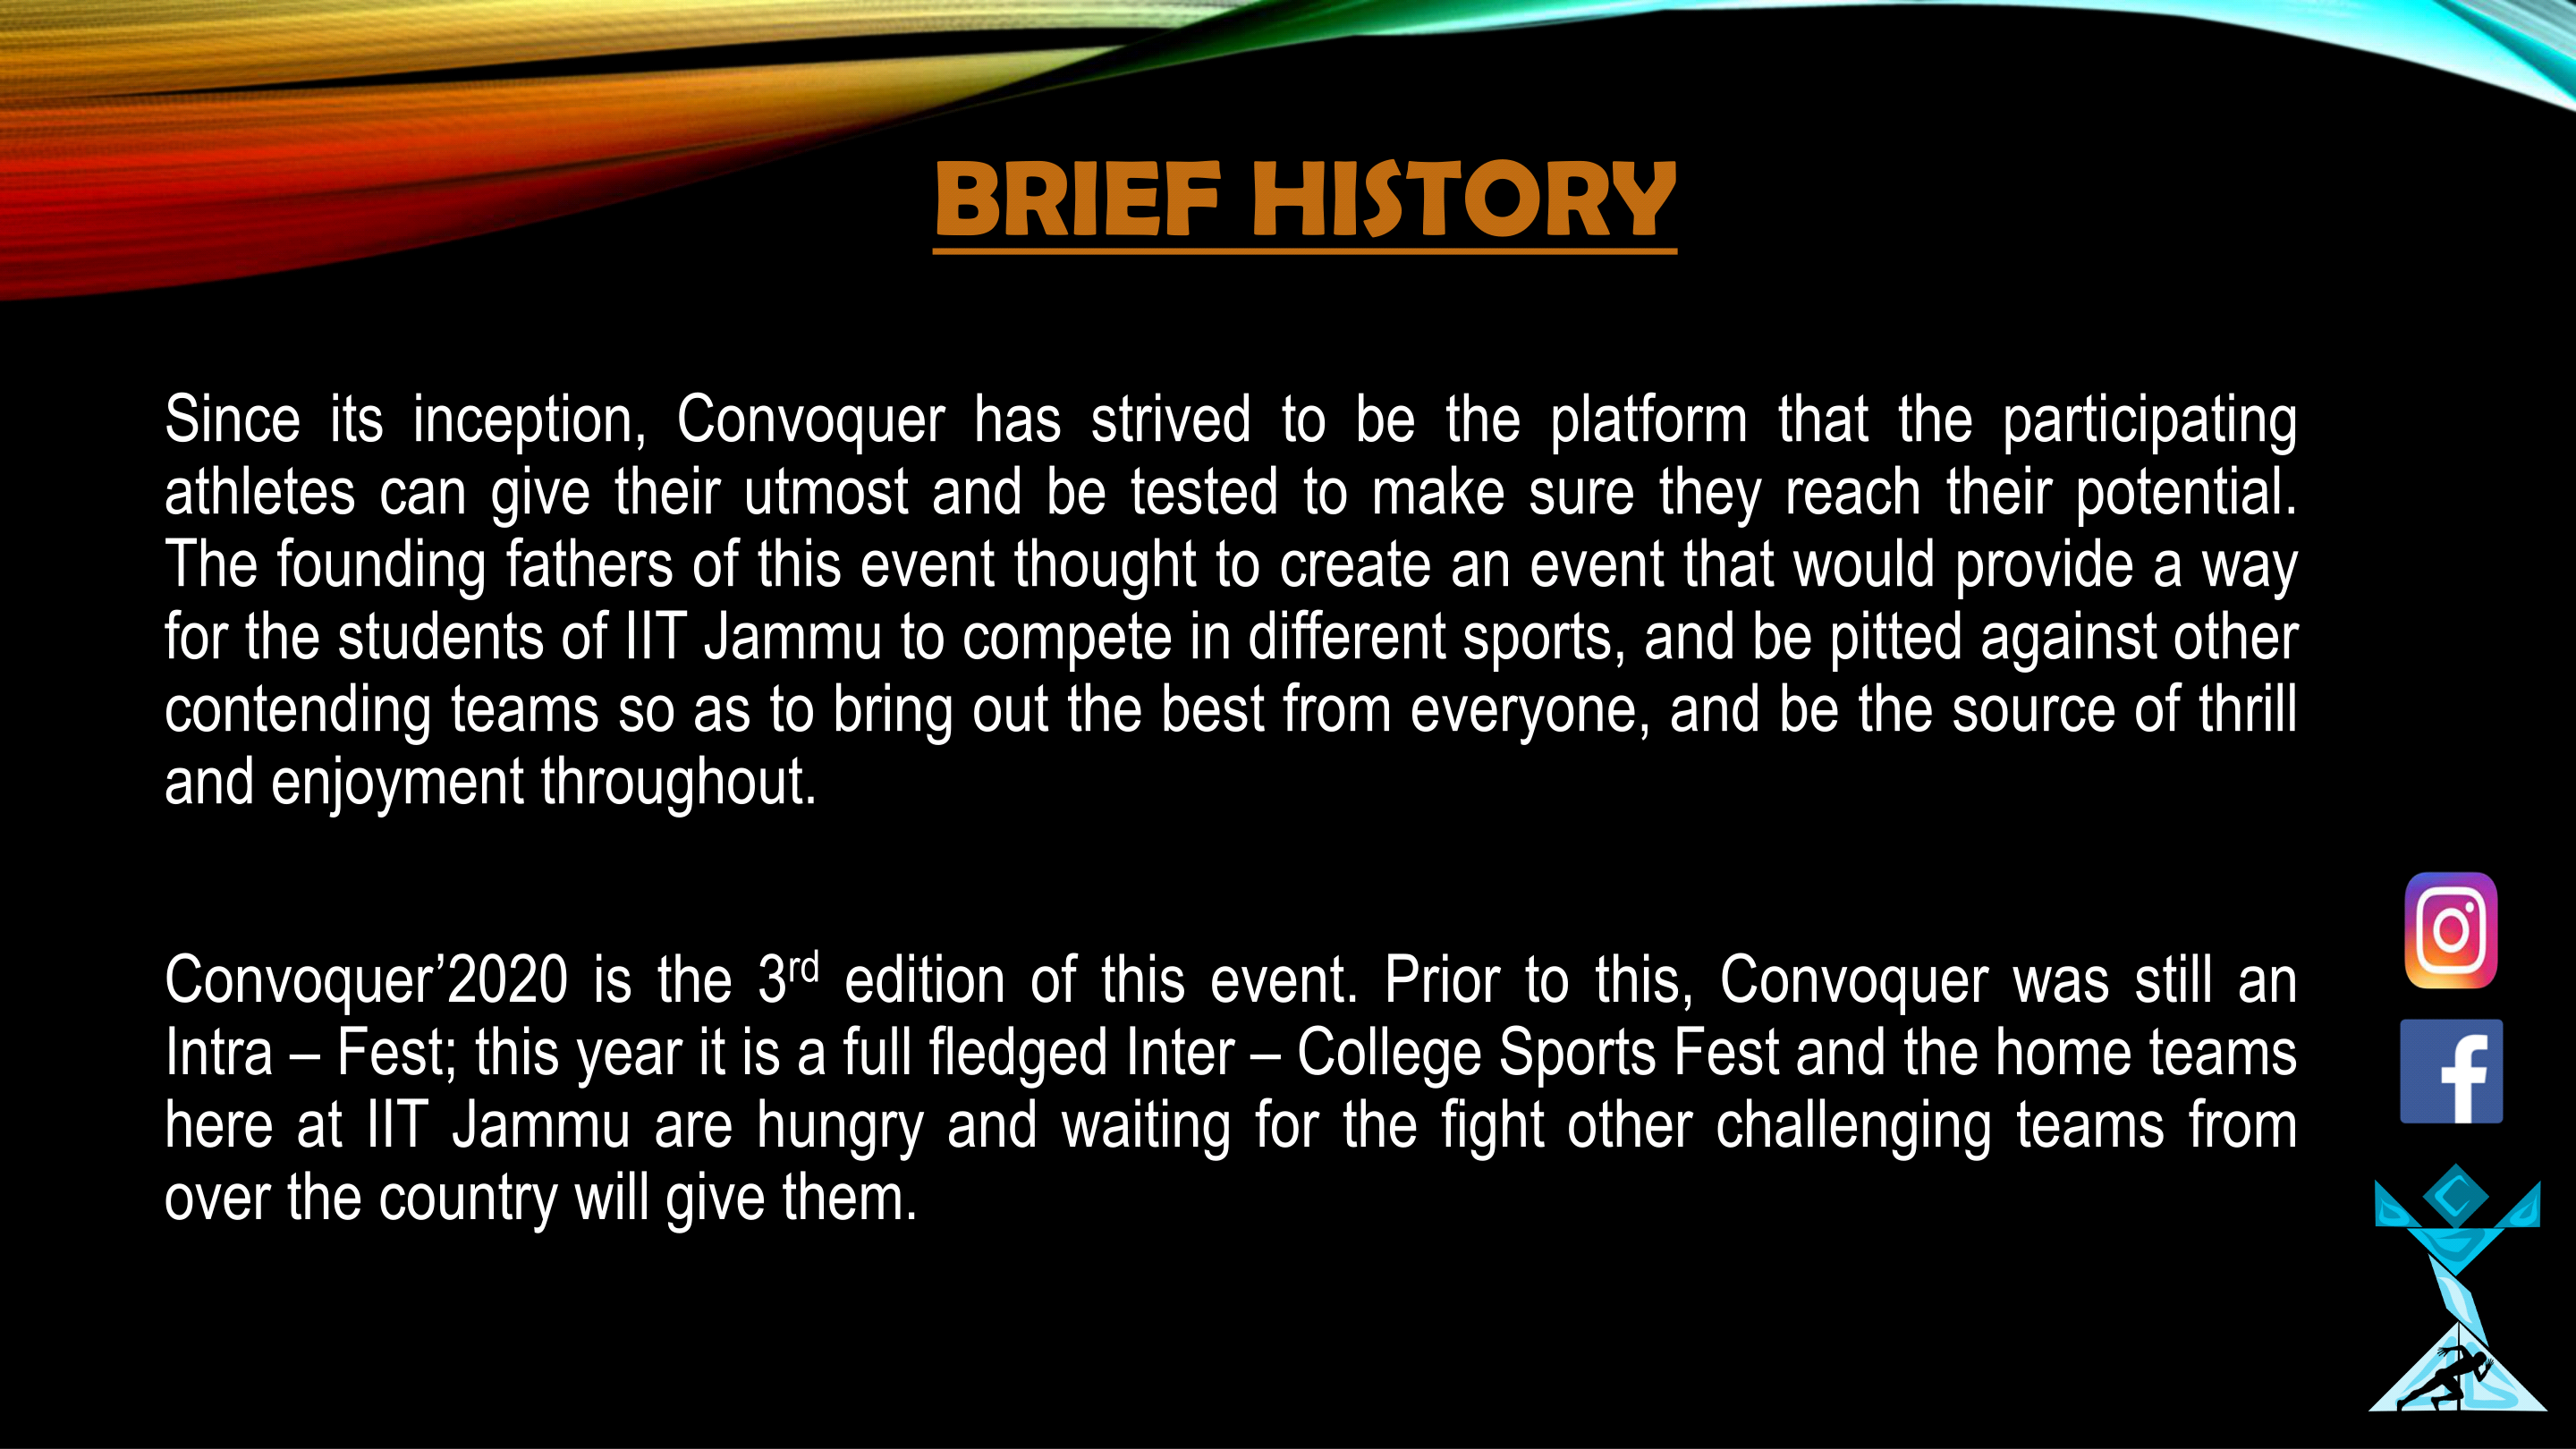 BRIEF HISTORY
Since its inception, Convoquer has strived to be the platform that the participating
athletes can give their utmost and be tested to make sure they reach their potential.
The founding fathers of this event thought to create an event that would provide a way
for the students of IIT Jammu to compete in different sports, and be pitted against other
contending teams so as to bring out the best from everyone, and be the source of thrill
and enjoyment throughout.
Convoquer’2020 is the 3rd edition of this event. Prior to this, Convoquer was still an
Intra – Fest; this year it is a full fledged Inter – College Sports Fest and the home teams
here at IIT Jammu are hungry and waiting for the fight other challenging teams from
over the country will give them.